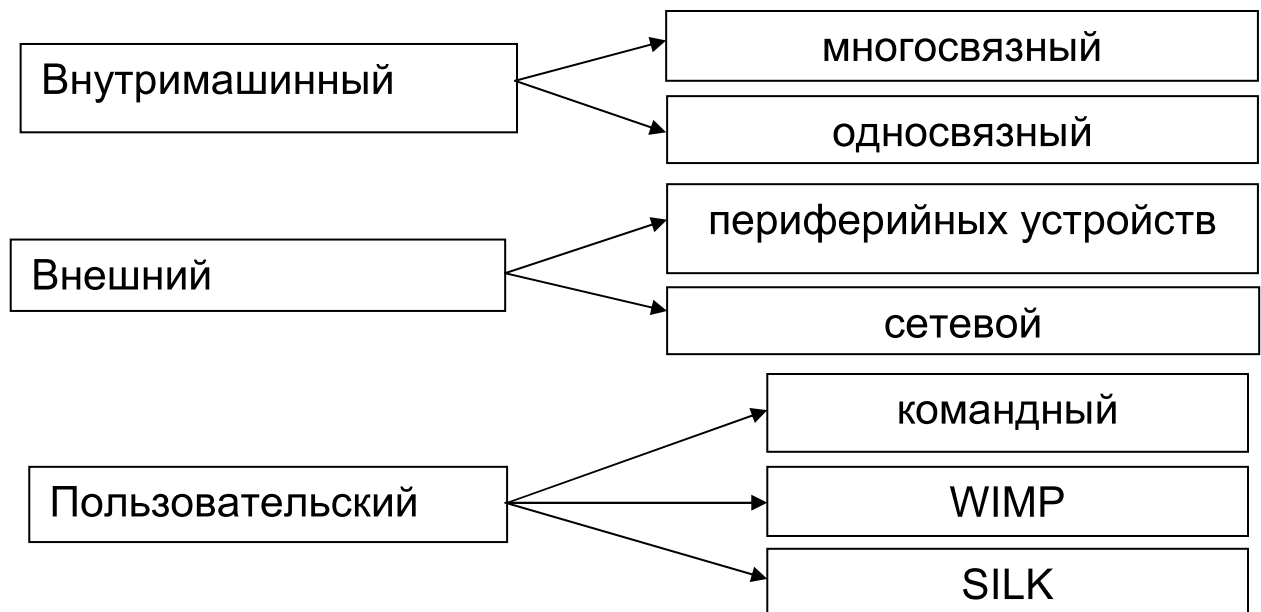 Внутримашинный
многосвязный
односвязный
Внешний
периферийных устройств
сетевой
Пользовательский
командный
WIMP
SILK